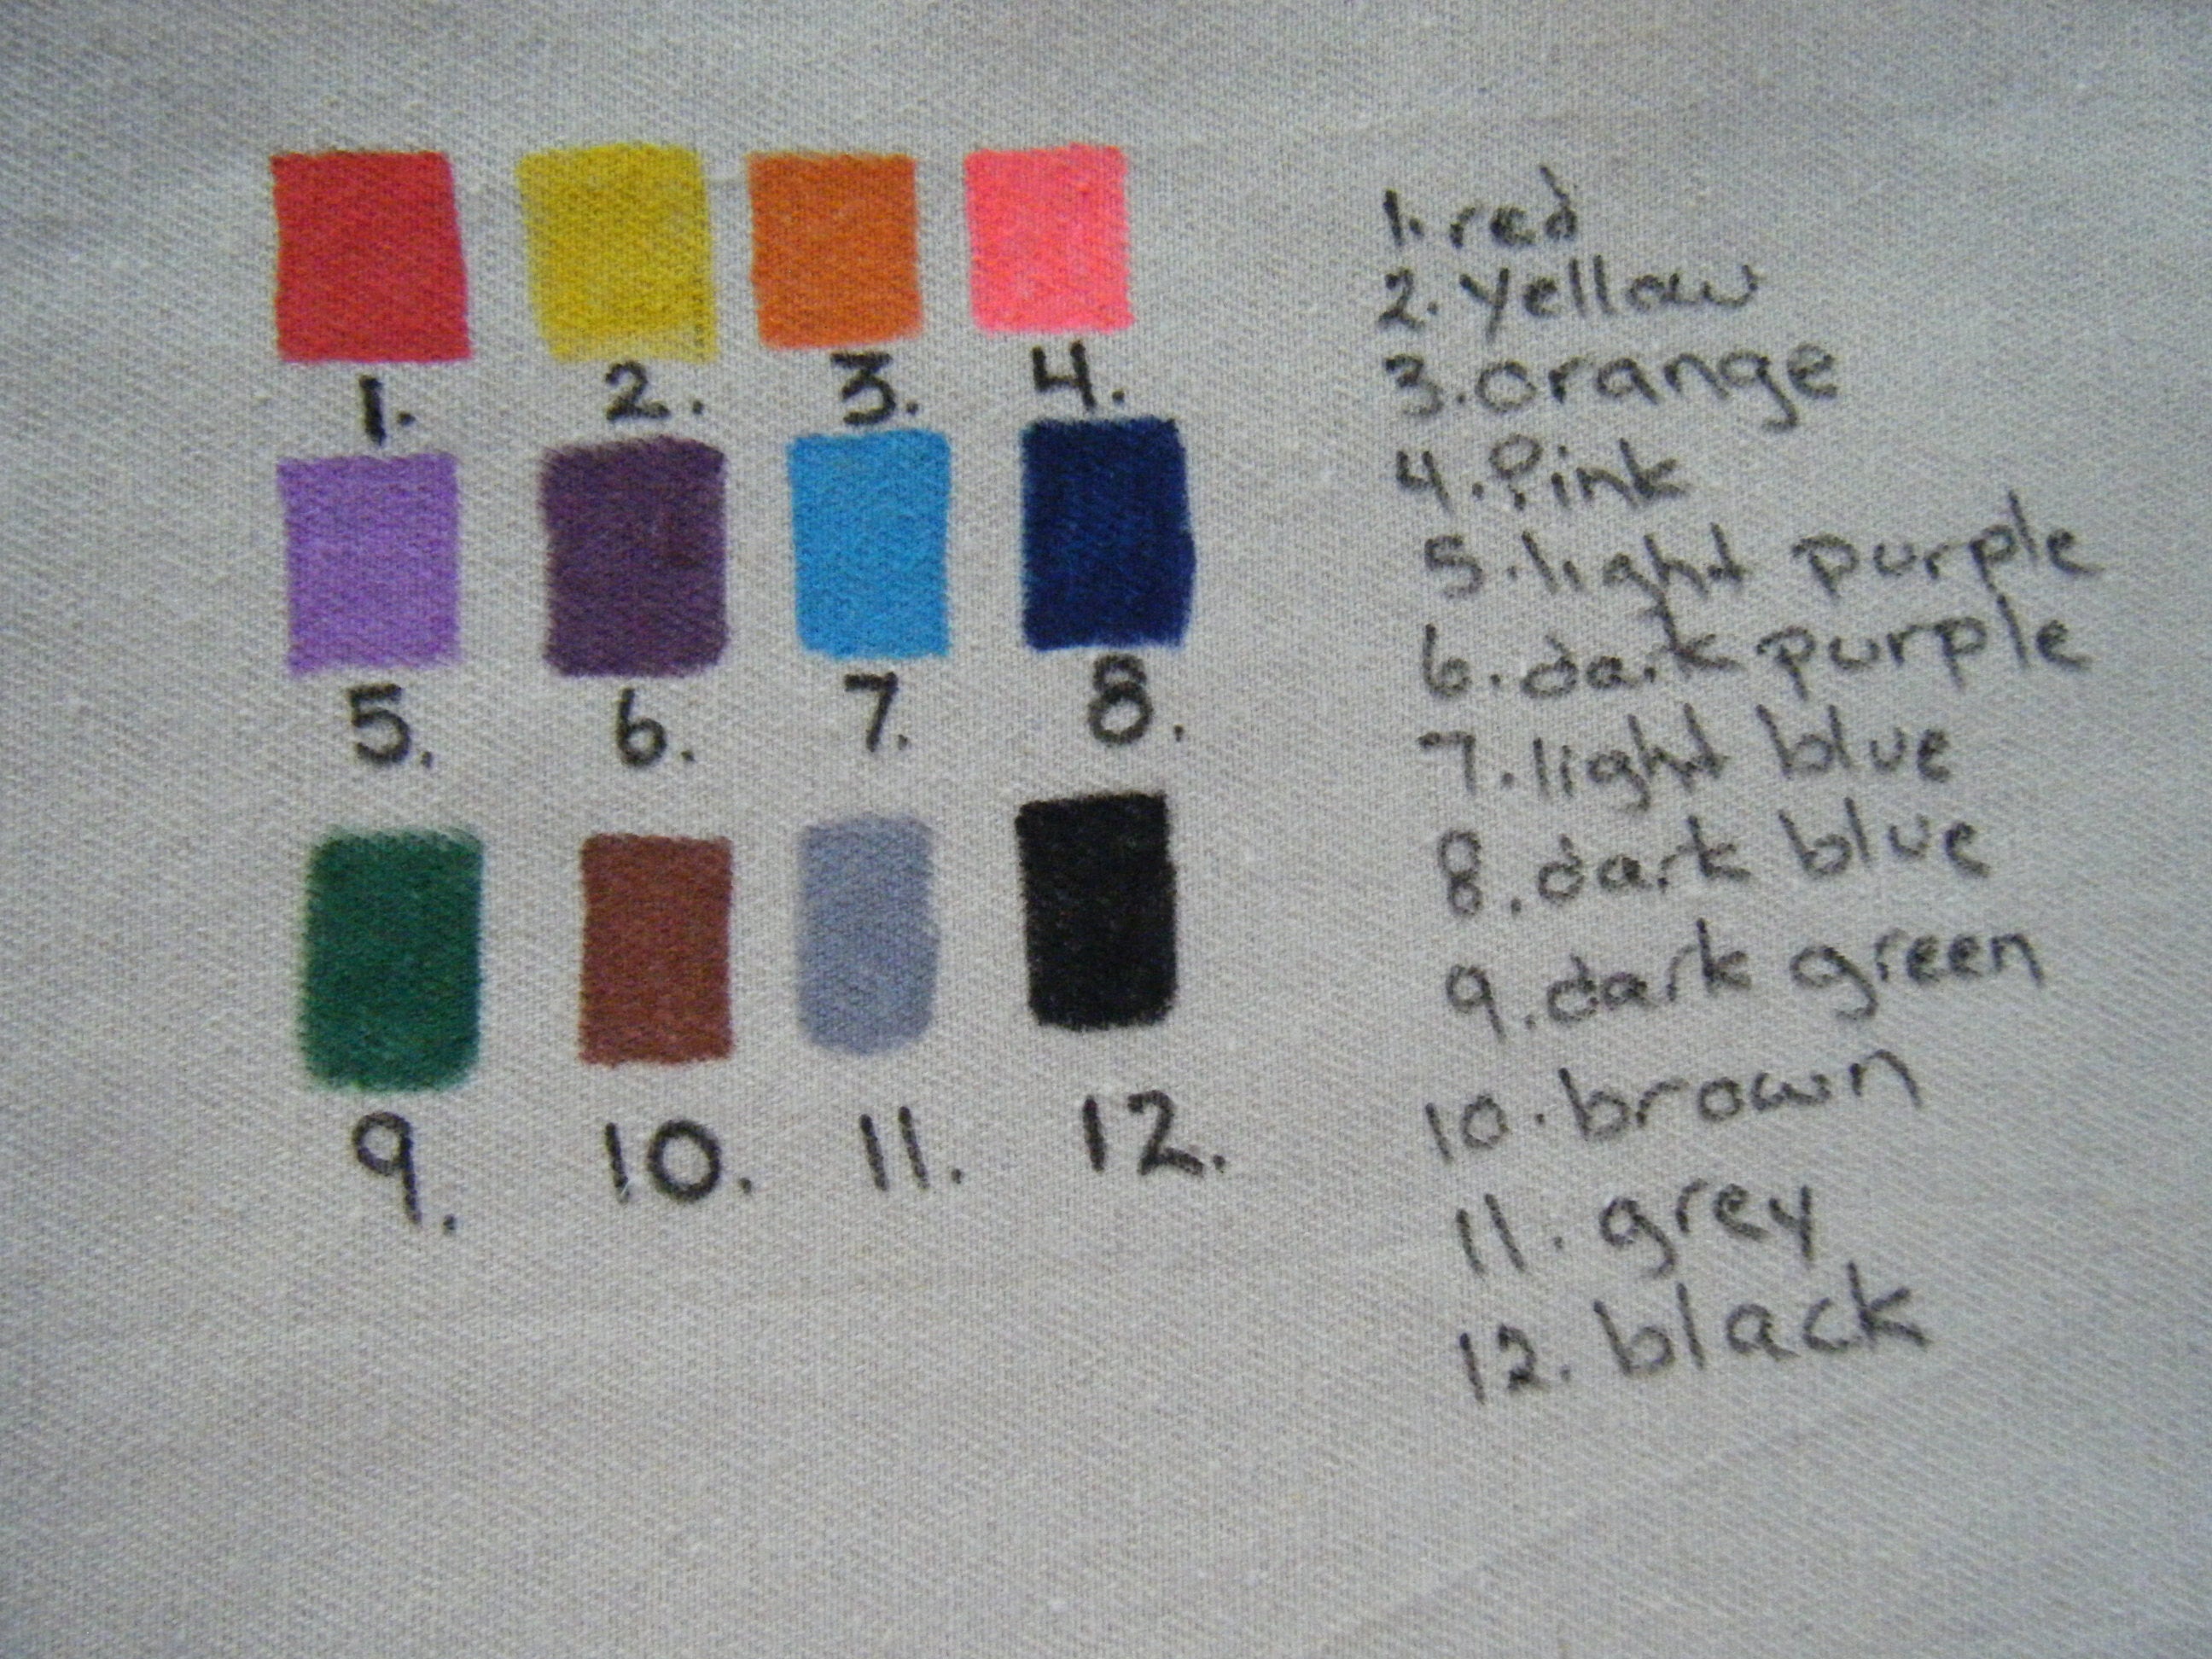 1.
2.
3.
4.
5.
6.
7.
8.
9.
10.
11.
12.
1. red
2. yellow
3. orange
4. Pink
5. light purple
6. dark purple
7. light blue
8. dark blue
9. dark green
10. brown
11. grey
12. black